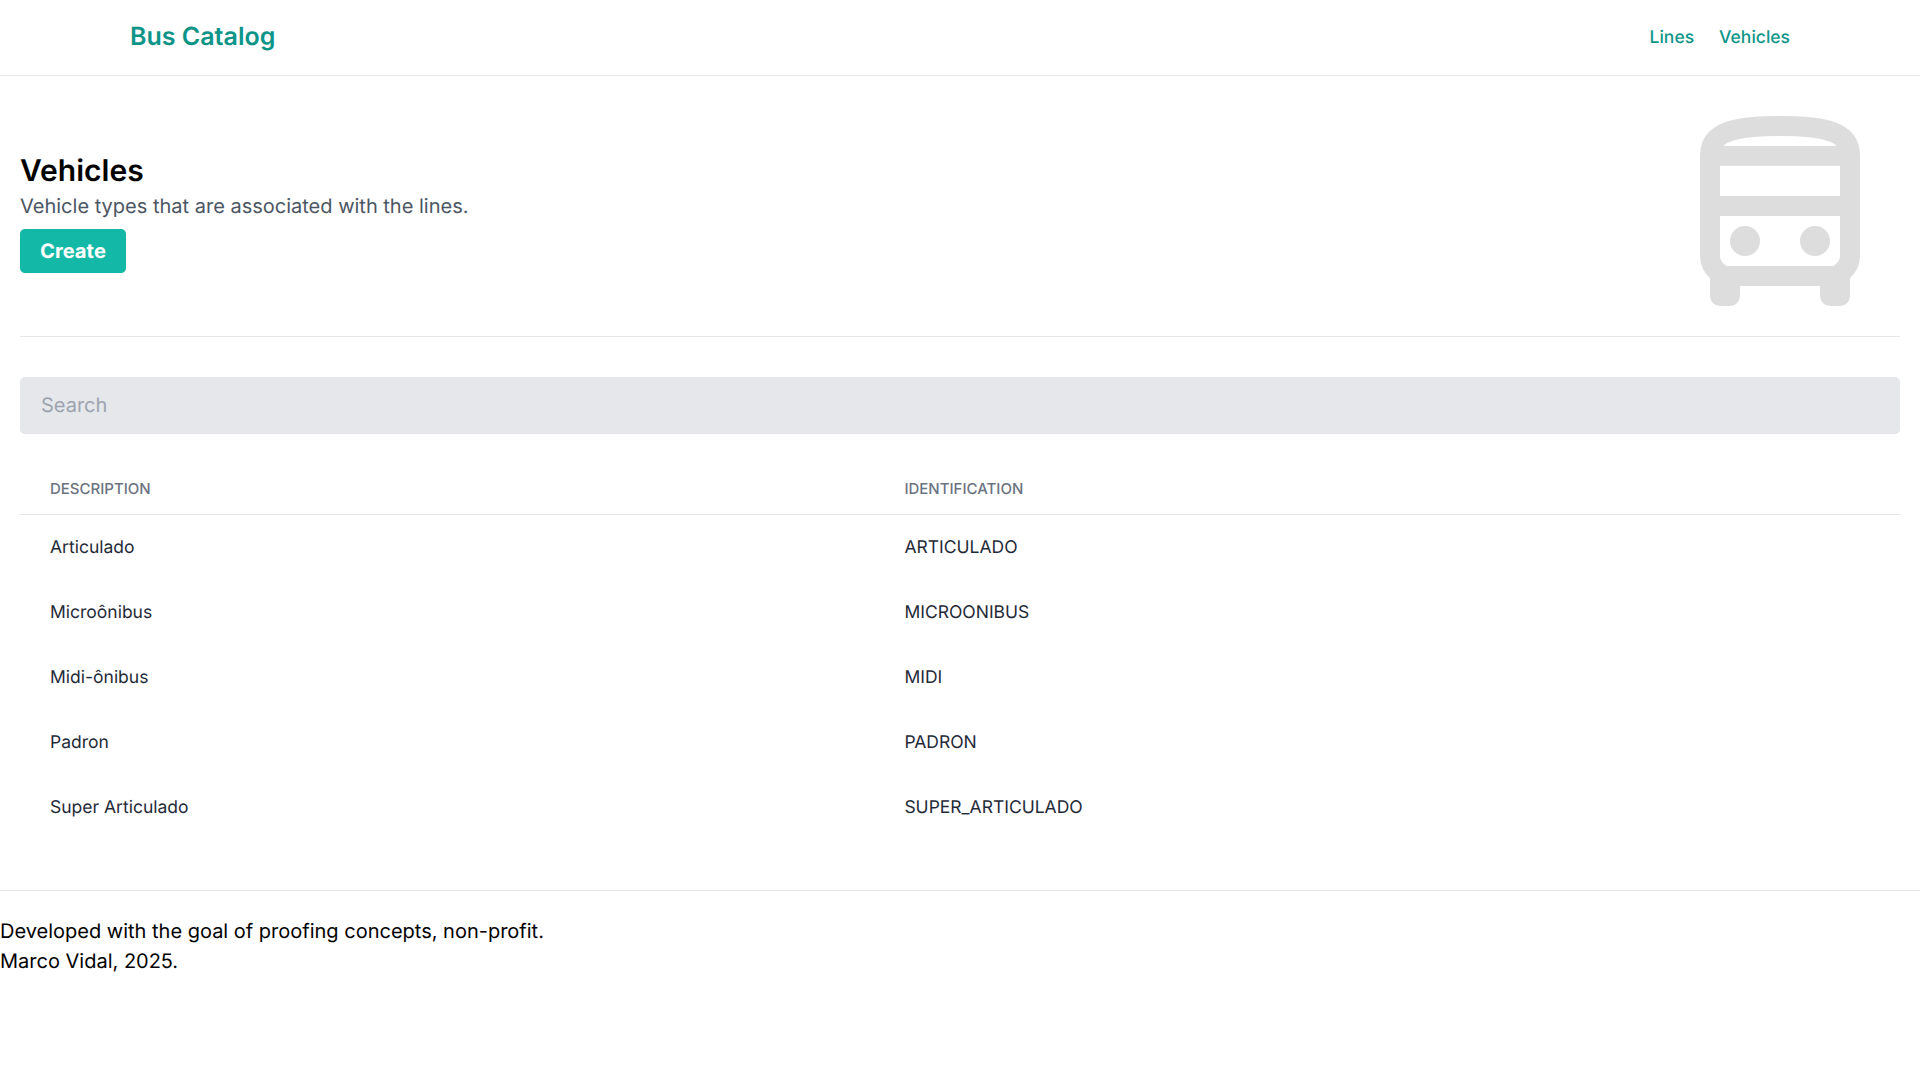 Bus Catalog
Lines Vehicles
Vehicles
Vehicle types that are associated with the lines.
Create
Search
DESCRIPTION IDENTIFICATION
Articulado ARTICULADO
Microônibus MICROONIBUS
Midi-ônibus MIDI
Padron PADRON
Super Articulado SUPER_ARTICULADO
Developed with the goal of proofing concepts, non-profit.
Marco Vidal, 2025.